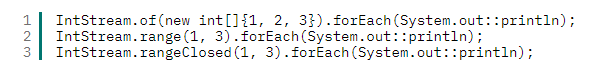 1 IntStream.of(new int[]{1, 2, 3}).forEach(System.out::println);
2 IntStream.range(1, 3).forEach(System.out::println);
3 IntStream.rangeClosed(1, 3).forEach(System.out::println);